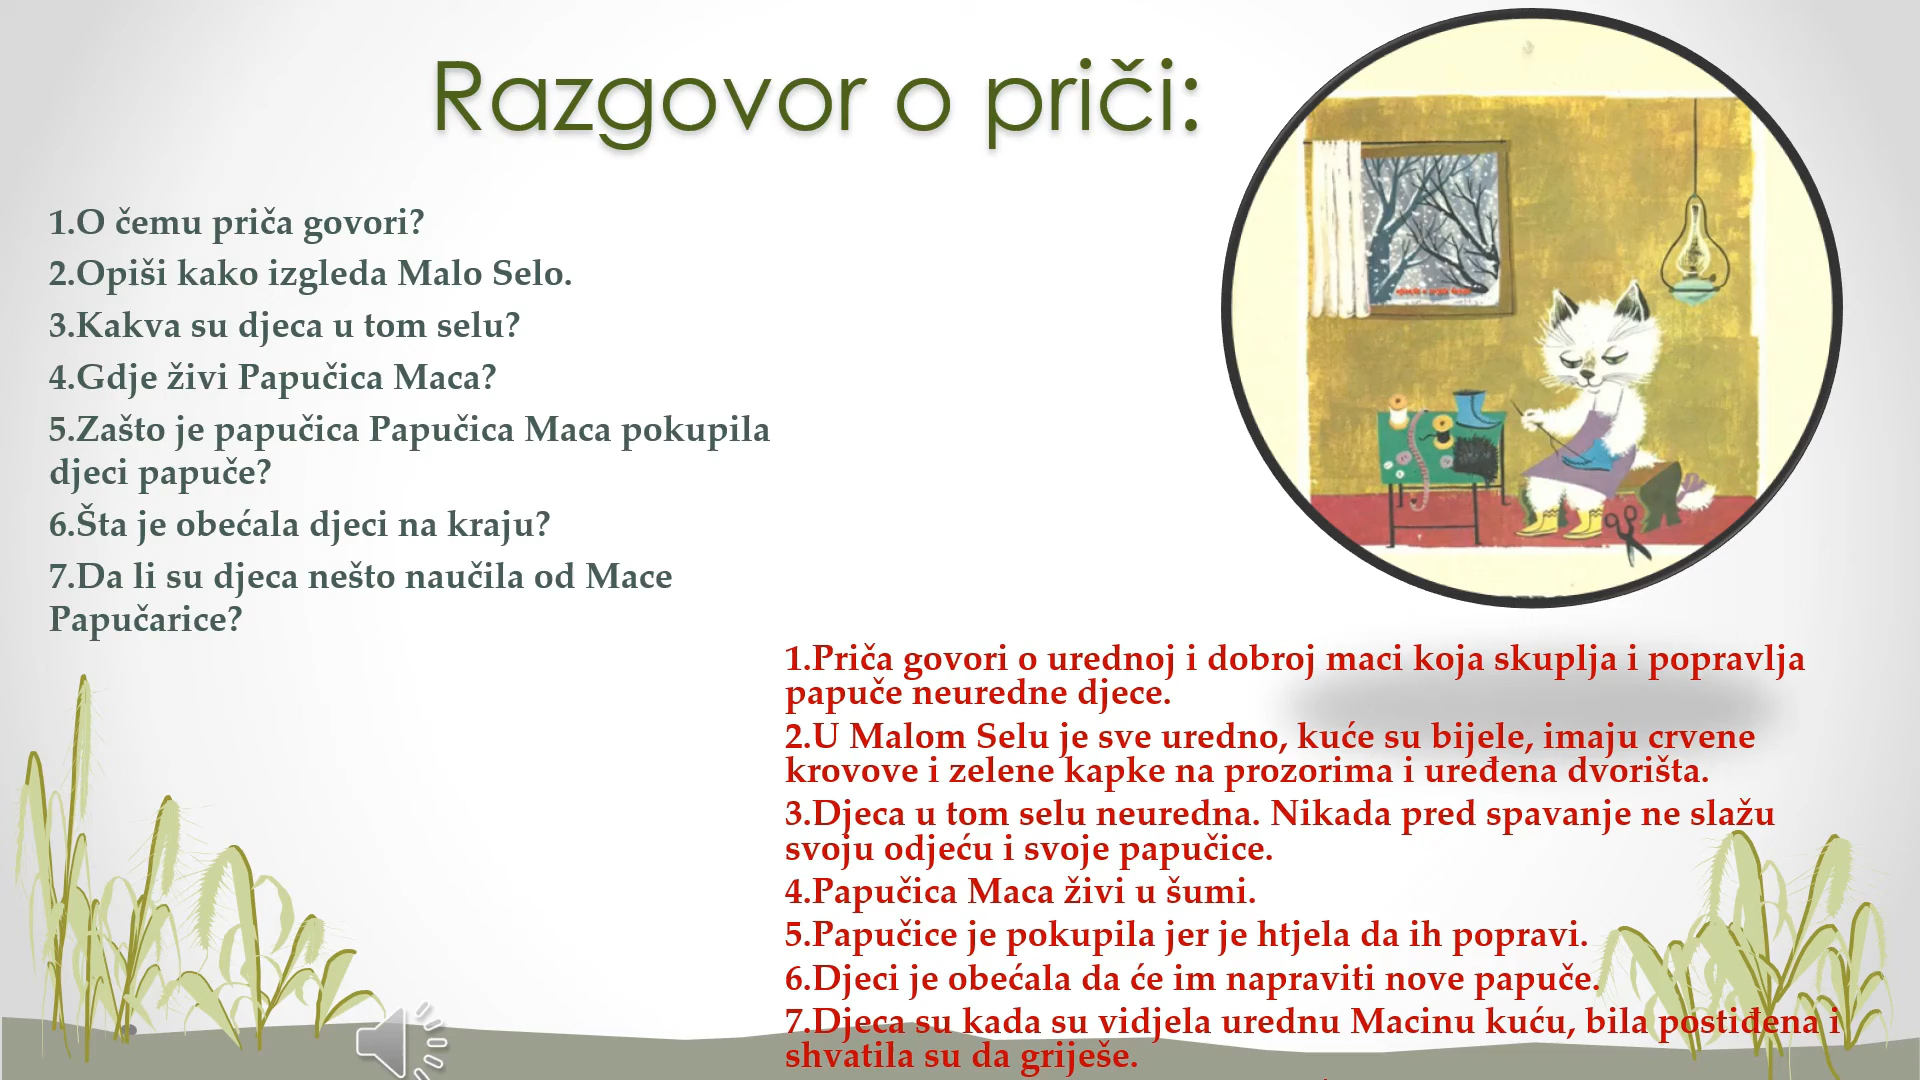 Razgovor o priči:
1.O čemu priča govori?
2.Opiši kako izgleda Malo Selo.
3.Kakva su djeca u tom selu?
4.Gdje živi Papučica Maca?
5.Zašto je papučica Papučica Maca pokupila
djeci papuče?
6.Šta je obećala djeci na kraju?
7.Da li su djeca nešto naučila od Mace
Papučarice?
1.Priča govori o urednoj i dobroj maci koja skuplja i popravlja
papuče neuredne djece.
2.U Malom Selu je sve uredno, kuće su bijele, imaju crvene
krovove i zelene kapke na prozorima i uređena dvorišta.
3.Djeca u tom selu neuredna. Nikada pred spavanje ne slažu
svoju odjeću i svoje papučice.
4.Papučica Maca živi u šumi.
5.Papučice je pokupila jer je htjela da ih popravi.
6.Djeci je obećala da će im napraviti nove papuče.
7.Djeca su kada su vidjela urednu Macinu kuću, bila postiđena i
shvatila su da griješe.